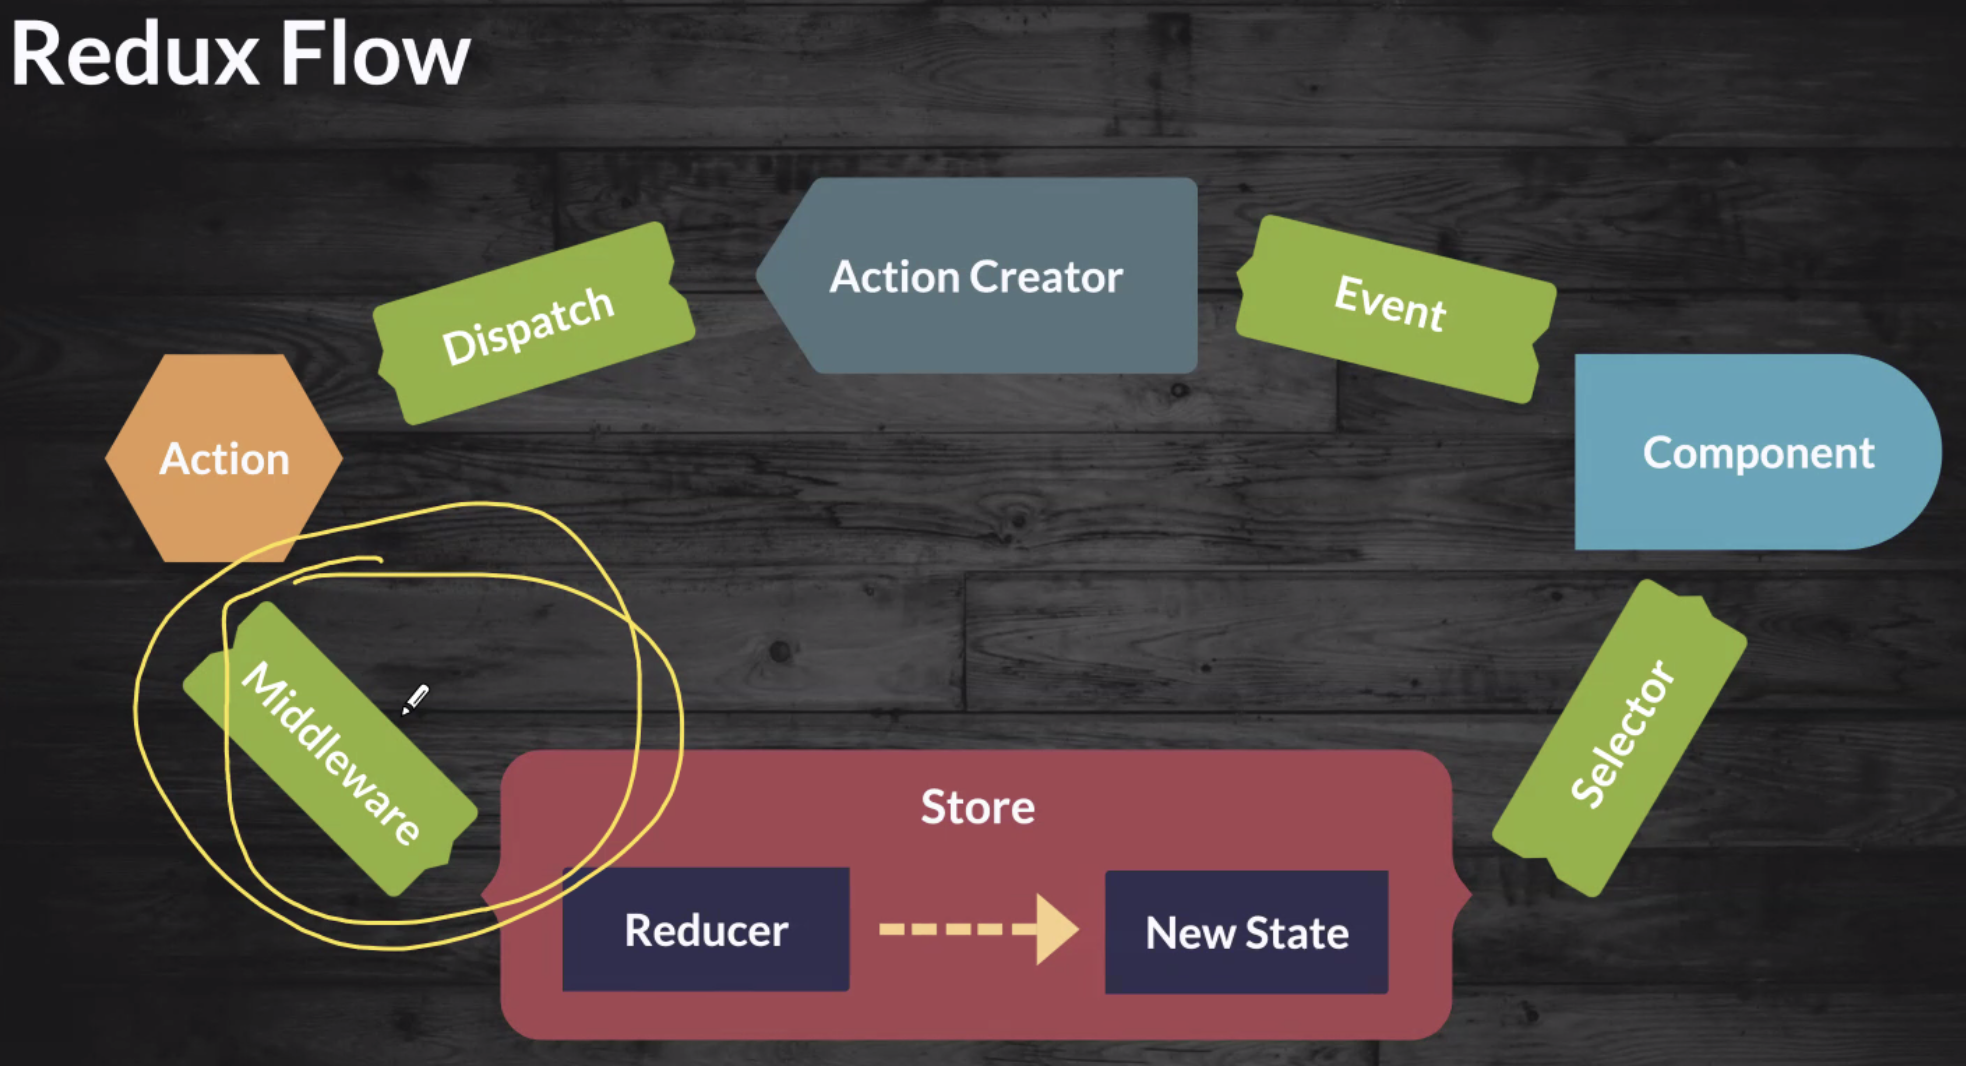 Redux Flow
Action Creator
Event
Dispatch
Component
Action
Middleware
Selector
Store
Reducer
New State